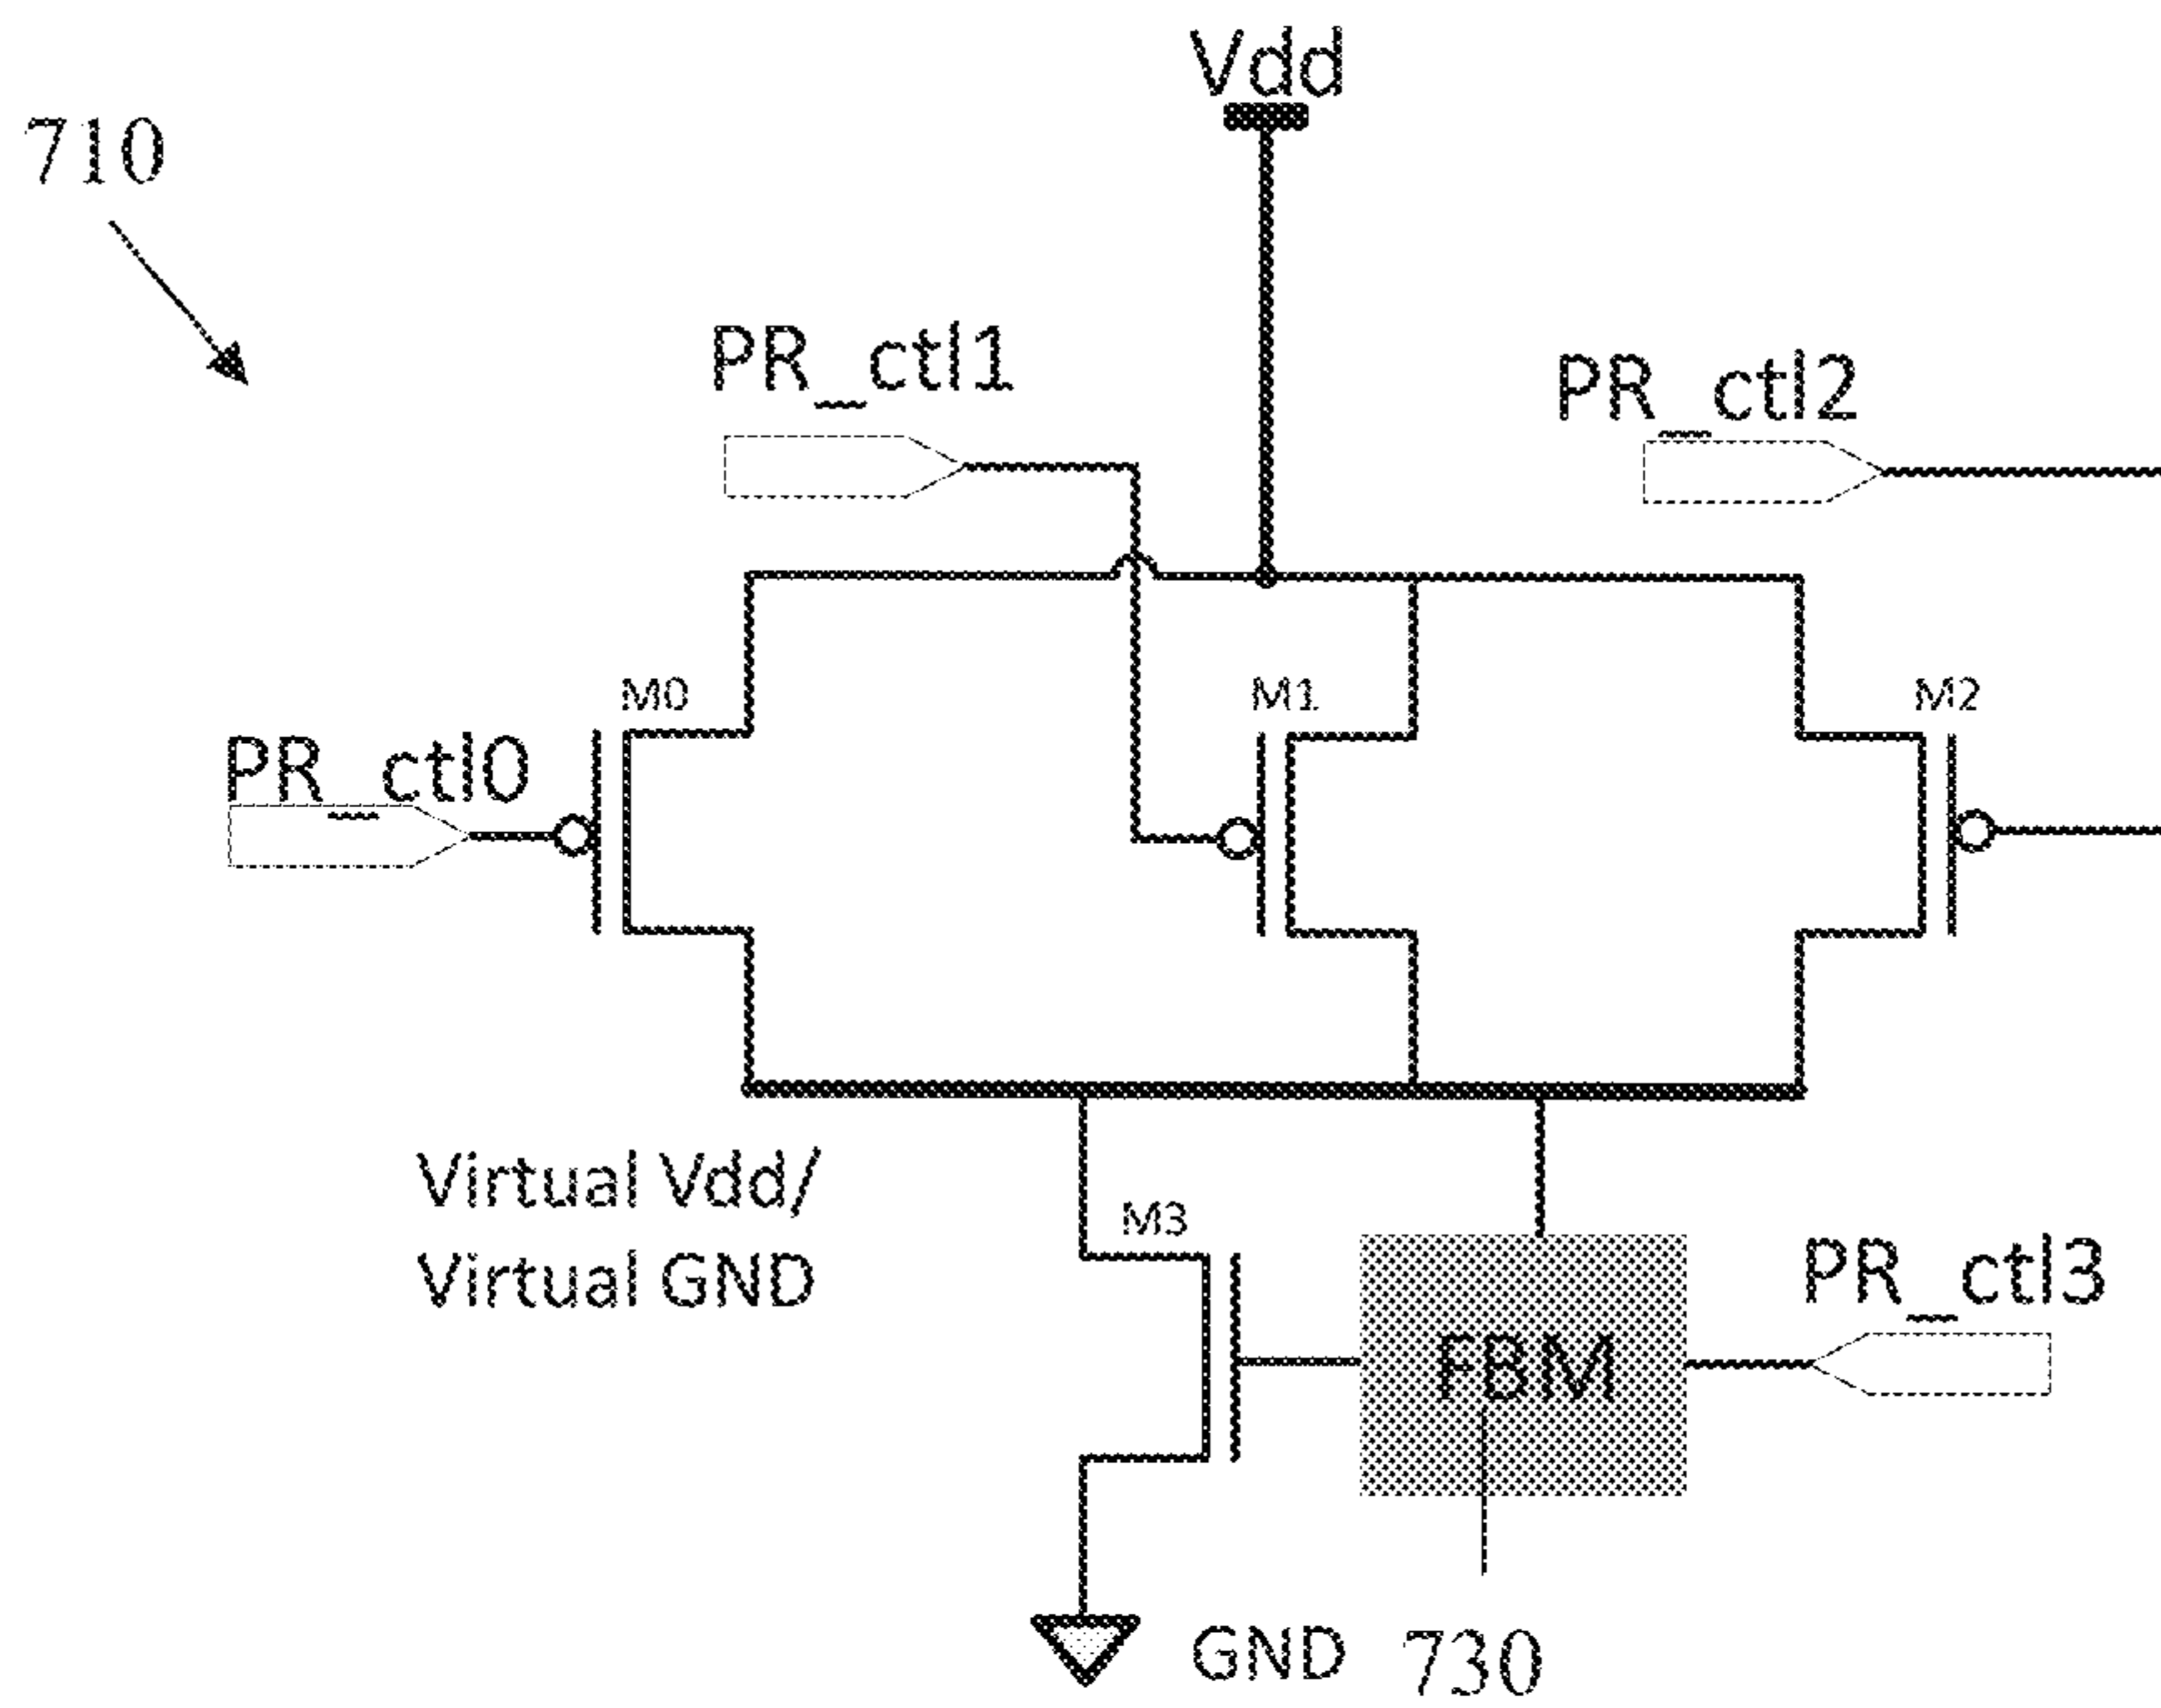 Vdd
710
PR_ctl1
PR_ctl2
M0
M1
M2
PR_ctl0
Virtual Vdd/
Virtual GND
M3
PR_ctl3
FBM
GND
730